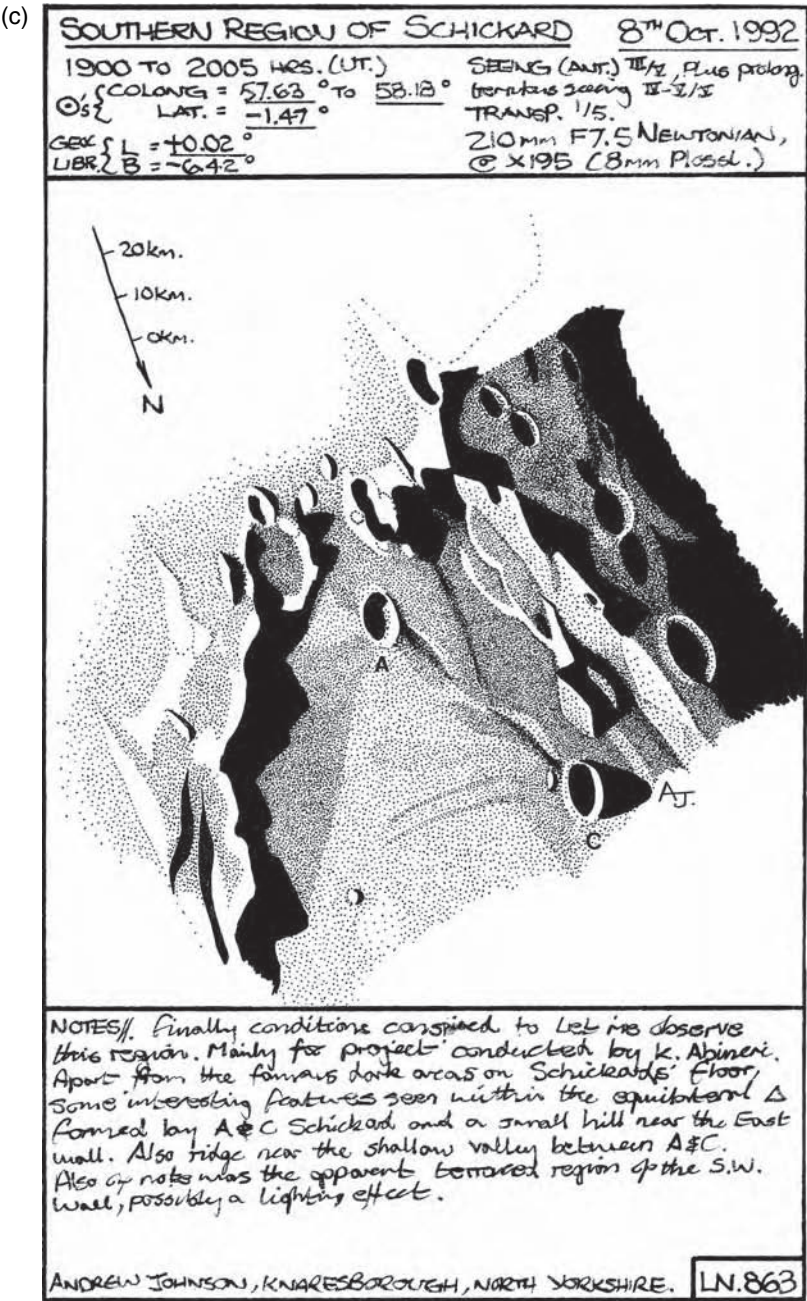 (c)
SOUTHERN REGION OF SCHICKARD 8TH OCT. 1992
1900 TO 2005 HRS. (UT.)
☉'S { COLONG = 57.63° TO 58.18°
LAT. = -1.47°
GEOC LIBR. { L = +0.02°
B = -6.42°
SEEING (ANT.) III/V, Plus prolong.
tremulous seeing IV-V/V
TRANSP. 1/5.
210mm F7.5 NEWTONIAN,
@ X195 (8mm PLOSSL.)
20km.
10km.
0km.
N
A
C
AJ.
NOTES//. Finally conditions conspired to let me observe
this region. Mainly for project conducted by K. Abineri.
Apart from the famous dark areas on Schickards' floor,
some interesting features seen within the equilateral Δ
formed by A & C Schickard and a small hill near the East
wall. Also ridge near the shallow valley between A & C.
Also of note was the apparent terraced region of the S.W.
wall, possibly a lighting effect.
ANDREW JOHNSON, KNARESBOROUGH, NORTH YORKSHIRE. LN.863